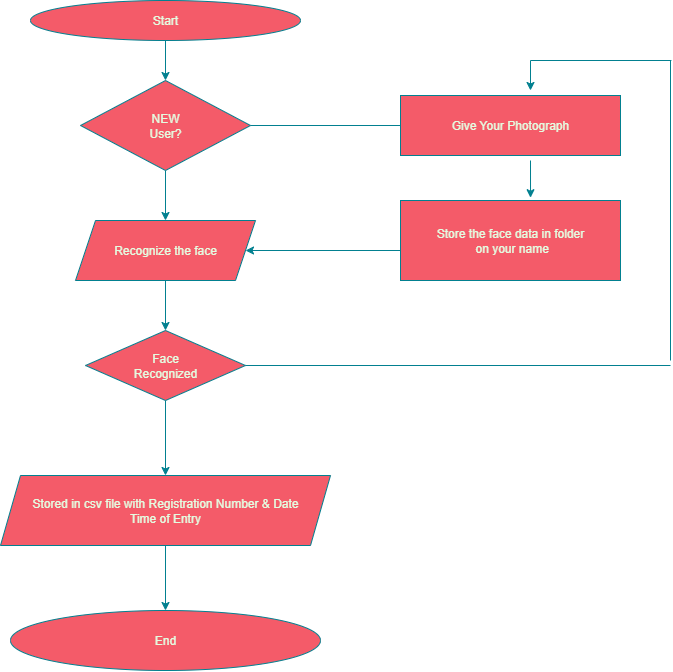 Start
NEW
User?
Give Your Photograph
Store the face data in folder
on your name
Recognize the face
Face
Recognized
Stored in csv file with Registration Number & Date
Time of Entry
End